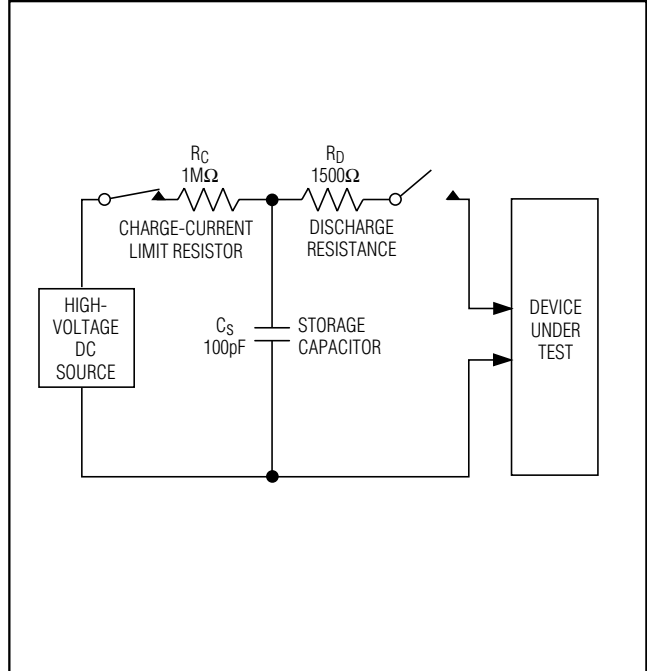 RC
1MΩ
CHARGE-CURRENT
LIMIT RESISTOR
RD
1500Ω
DISCHARGE
RESISTANCE
HIGH-
VOLTAGE
DC
SOURCE
CS
100pF
STORAGE
CAPACITOR
DEVICE
UNDER
TEST